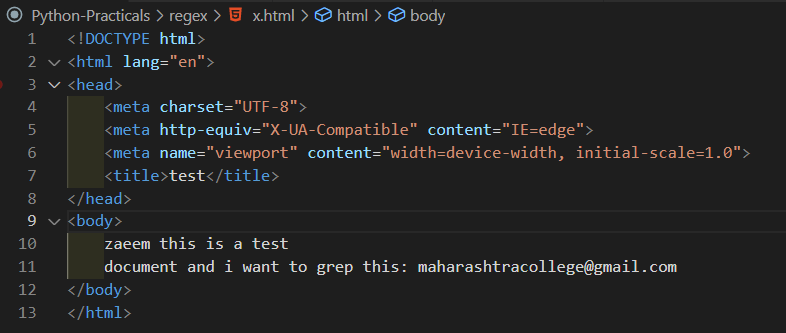 Python-Practicals > regex > x.html > html > body
1 <!DOCTYPE html>
2 <html lang="en">
3 <head>
4     <meta charset="UTF-8">
5     <meta http-equiv="X-UA-Compatible" content="IE=edge">
6     <meta name="viewport" content="width=device-width, initial-scale=1.0">
7     <title>test</title>
8 </head>
9 <body>
10     zaeem this is a test
11     document and i want to grep this: maharashtracollege@gmail.com
12 </body>
13 </html>